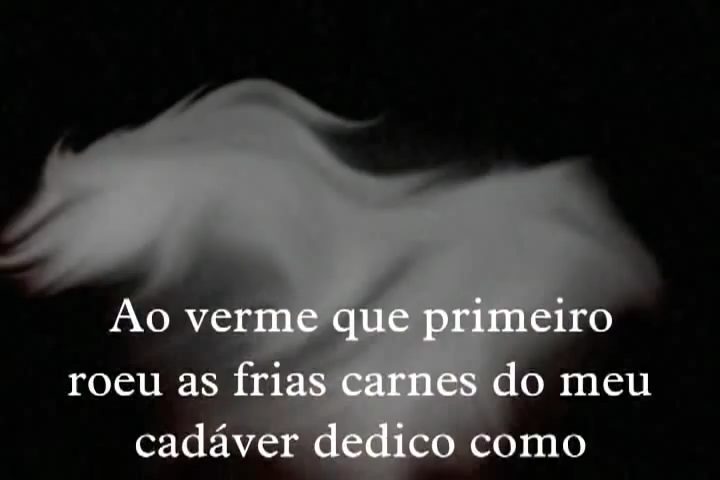 Ao verme que primeiro
roeu as frias carnes do meu
cadáver dedico como